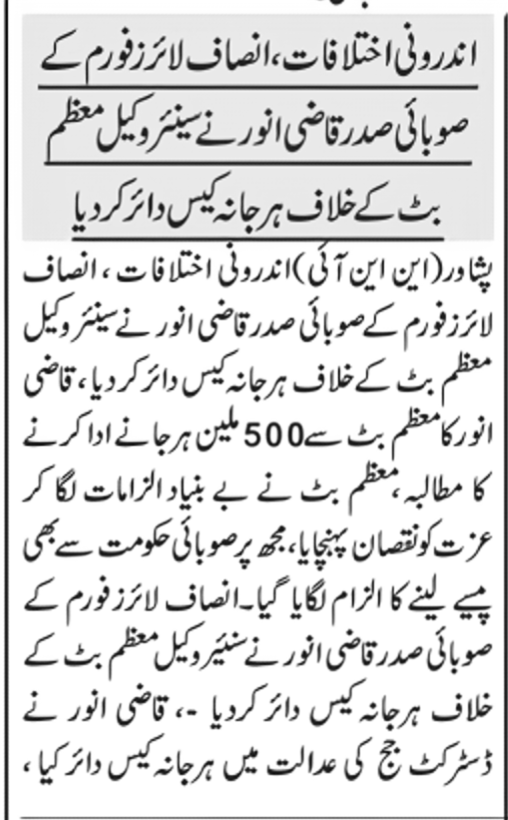 اندرونی اختلافات،انصاف لائرز فورم کے
صوبائی صدر قاضی انور نے سینئر وکیل معظم
بٹ کے خلاف ہرجانہ کیس دائر کر دیا
پشاور(این این آئی)اندرونی اختلافات ، انصاف
لائرز فورم کے صوبائی صدر قاضی انور نے سینئر وکیل
معظم بٹ کے خلاف ہرجانہ کیس دائر کر دیا، قاضی
انور کا معظم بٹ سے500 ملین ہرجانے ادا کرنے
کا مطالبہ ،معظم بٹ نے بے بنیاد الزامات لگا کر
عزت کو نقصان پہنچایا، مجھ پر صوبائی حکومت سے بھی
پیسے لینے کا الزام لگایا گیا۔انصاف لائرز فورم کے
صوبائی صدر قاضی انور نے سنئیر وکیل معظم بٹ کے
خلاف ہرجانہ کیس دائر کردیا -، قاضی انور نے
ڈسٹرکٹ جج کی عدالت میں ہرجانہ کیس دائر کیا ،